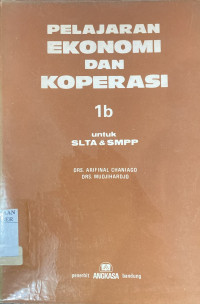 PELAJARAN
EKONOMI
DAN
KOPERASI
1b
untuk
SLTA & SMPP
DRS. ARIFINAL CHANIAGO
DRS. MUGIHARDJO
penerbit ANGKASA bandung